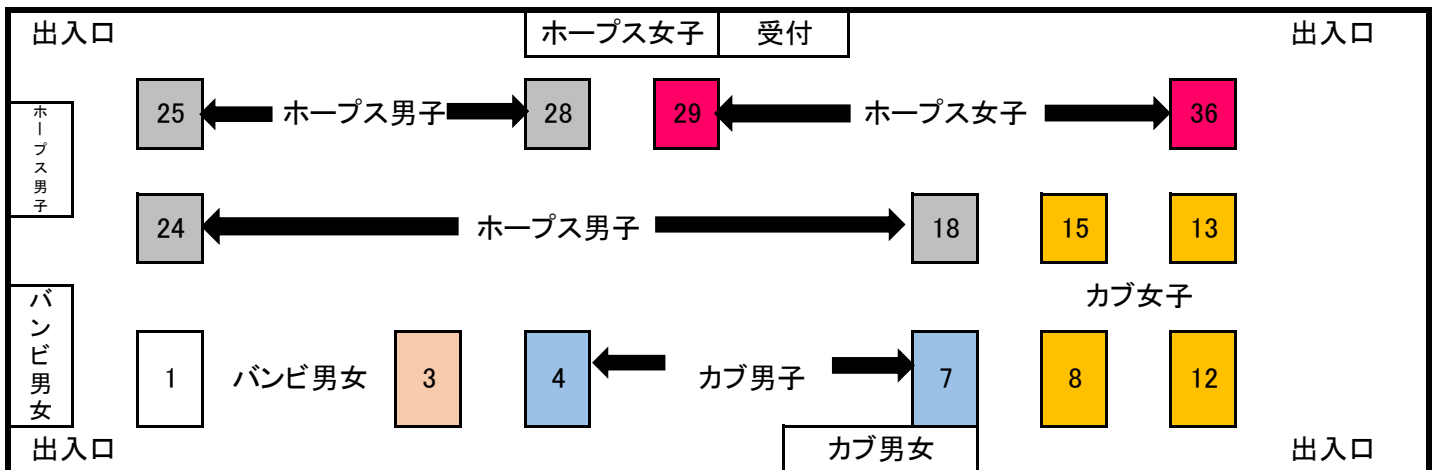 出入口
ホープス女子
受付
出入口
25
ホープス男子
28
29
ホープス女子
36
ホープス男子
24
ホープス男子
18
15
13
カブ女子
バンビ男女
1
バンビ男女
3
4
カブ男子
7
8
12
出入口
カブ男女
出入口